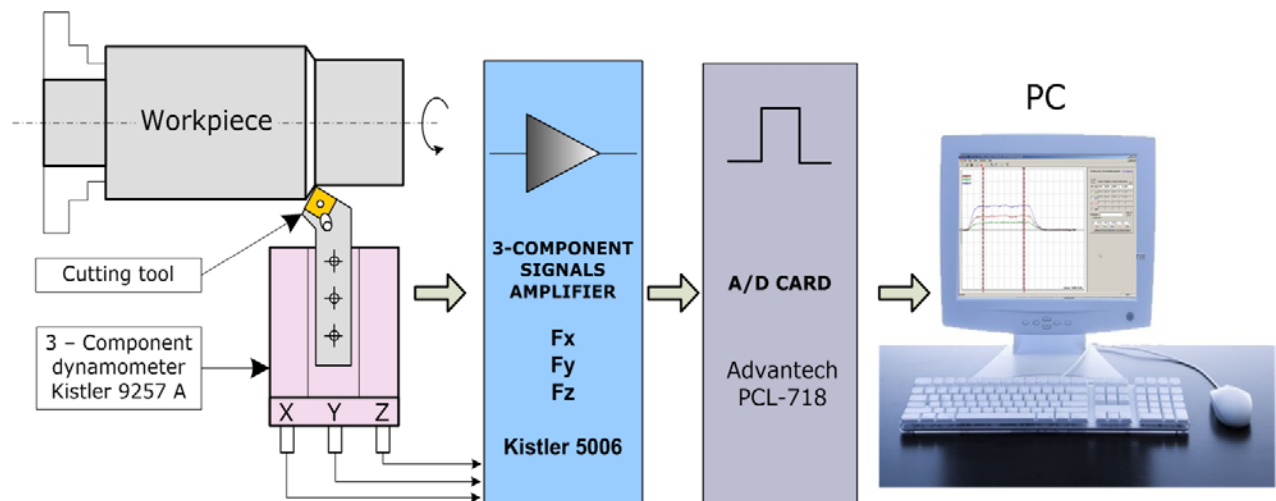 Workpiece
Cutting tool
3 – Component
dynamometer
Kistler 9257 A
X Y Z
3-COMPONENT
SIGNALS
AMPLIFIER
Fx
Fy
Fz
Kistler 5006
A/D CARD
Advantech
PCL-718
PC